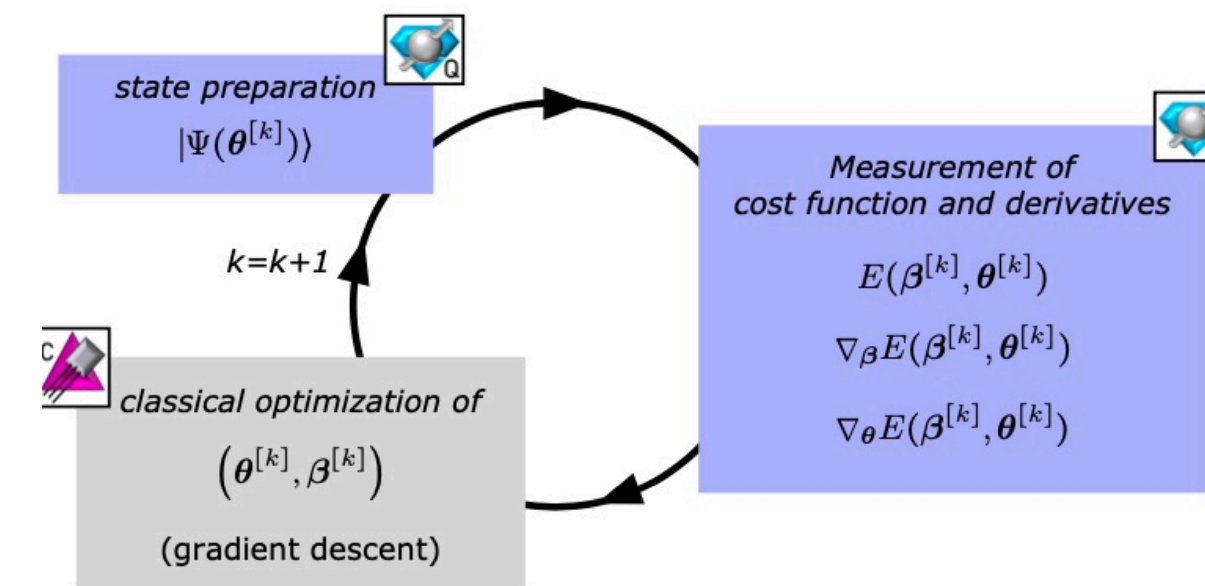 state preparation
|Ψ(θ^[k])⟩
Q
Measurement of
cost function and derivatives
E(β^[k], θ^[k])
∇_β E(β^[k], θ^[k])
∇_θ E(β^[k], θ^[k])
k=k+1
C
classical optimization of
(θ^[k], β^[k])
(gradient descent)